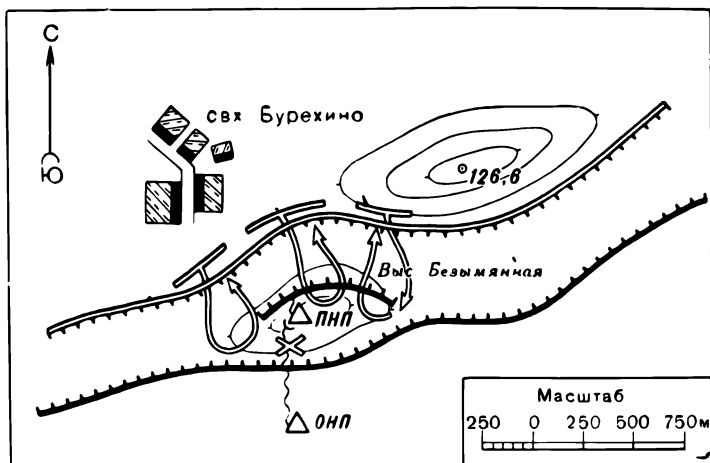 С
свх Бурехино
Ю
126,6
Выс Безымянная
ПНП
ОНП
Масштаб
250 0 250 500 750м